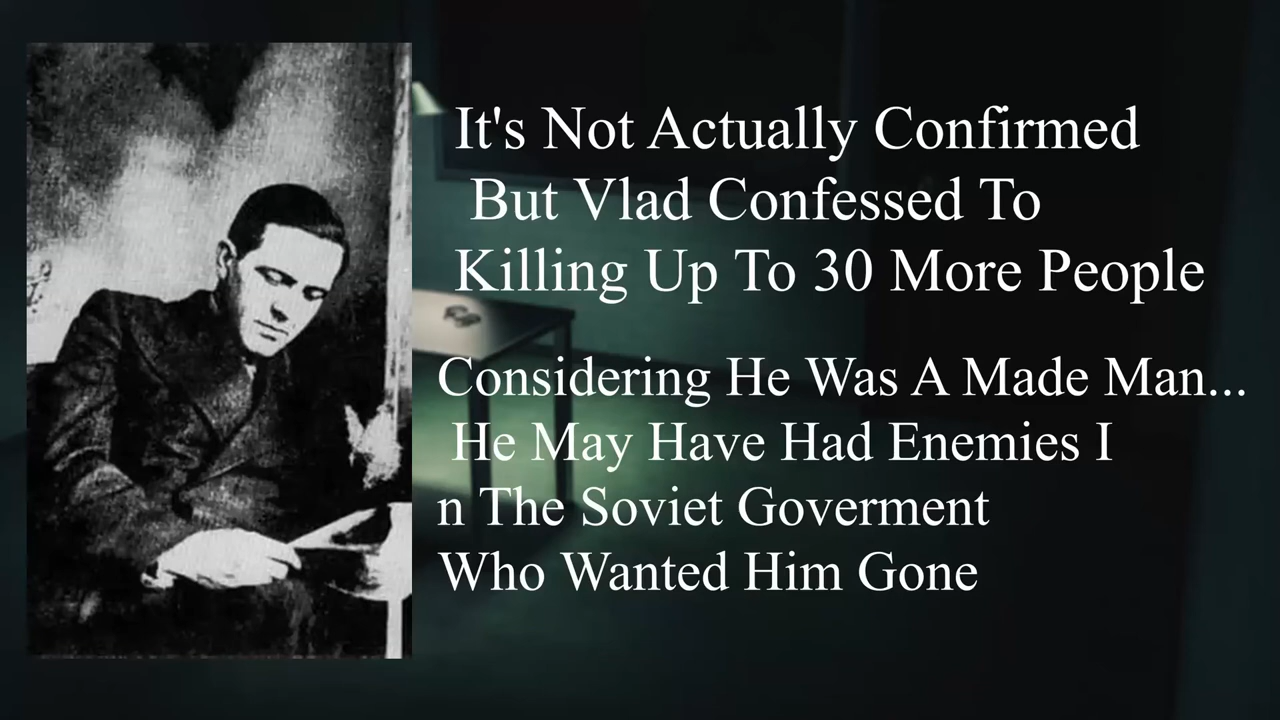 It's Not Actually Confirmed
But Vlad Confessed To
Killing Up To 30 More People
Considering He Was A Made Man...
He May Have Had Enemies I
n The Soviet Goverment
Who Wanted Him Gone